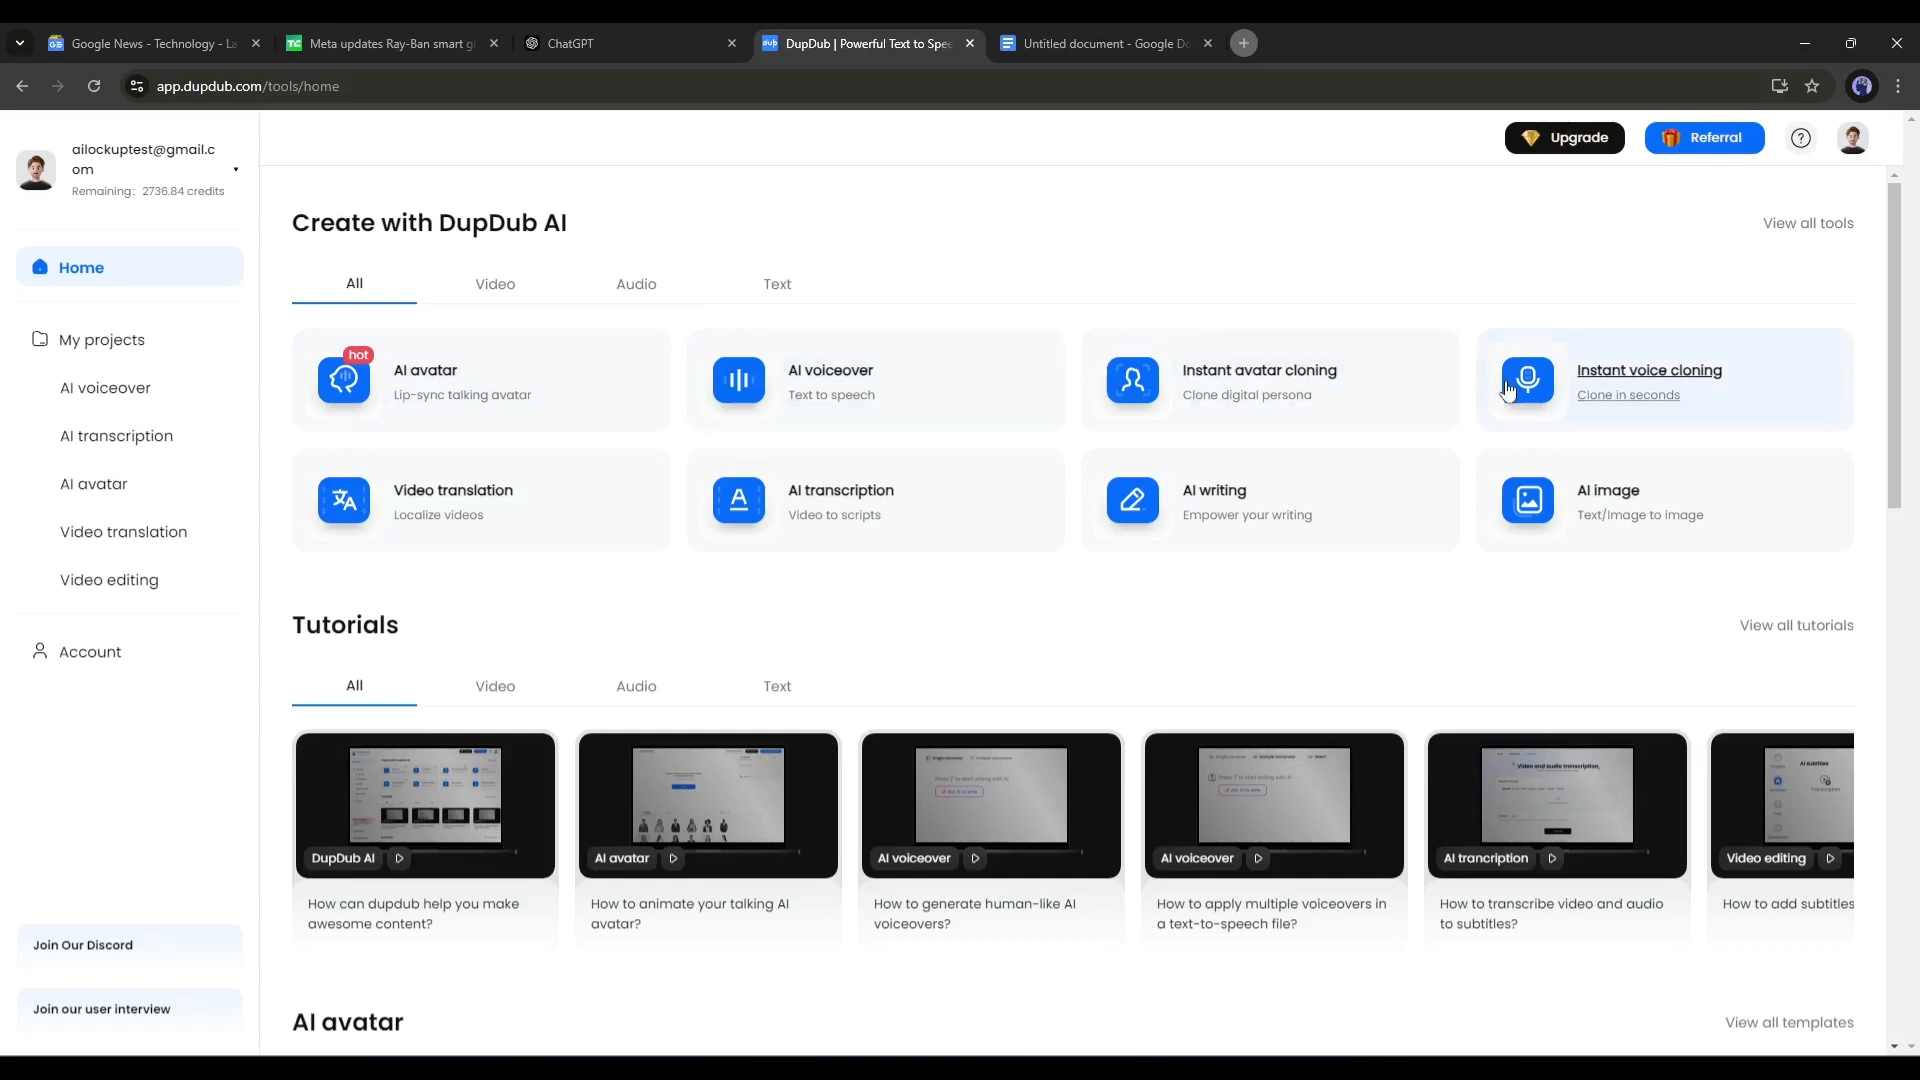 Google News - Technology - La
Meta updates Ray-Ban smart gl
ChatGPT
DupDub | Powerful Text to Spee
Untitled document - Google Do
app.dupdub.com/tools/home
ailockuptest@gmail.c
om
Remaining: 2736.84 credits
Upgrade
Referral
Home
My projects
AI voiceover
AI transcription
AI avatar
Video translation
Video editing
Account
Join Our Discord
Join our user interview
Create with DupDub AI
View all tools
All
Video
Audio
Text
hot
AI avatar
Lip-sync talking avatar
AI voiceover
Text to speech
Instant avatar cloning
Clone digital persona
Instant voice cloning
Clone in seconds
Video translation
Localize videos
AI transcription
Video to scripts
AI writing
Empower your writing
AI image
Text/Image to image
Tutorials
View all tutorials
All
Video
Audio
Text
DupDub AI
How can dupdub help you make
awesome content?
AI avatar
How to animate your talking AI
avatar?
AI voiceover
How to generate human-like AI
voiceovers?
AI voiceover
How to apply multiple voiceovers in
a text-to-speech file?
AI trancription
How to transcribe video and audio
to subtitles?
Video editing
How to add subtitles
AI avatar
View all templates